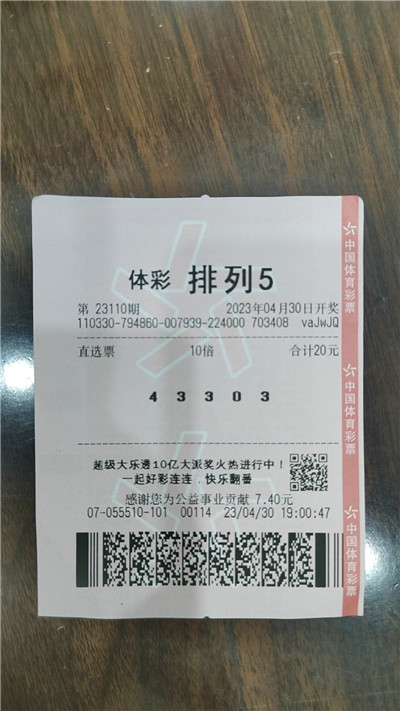 体彩 排列5
第 23110期 2023年04月30日开奖
110330-794860-007939-224000 703408 vaJwJQ
直选票 10倍 合计20元
4 3 3 0 3
超级大乐透10亿大派奖火热进行中！
一起好彩连连，快乐翻番
感谢您为公益事业贡献 7.40元
07-055510-101 00114 23/04/30 19:00:47
中国体育彩票
中国体育彩票
中国体育彩票